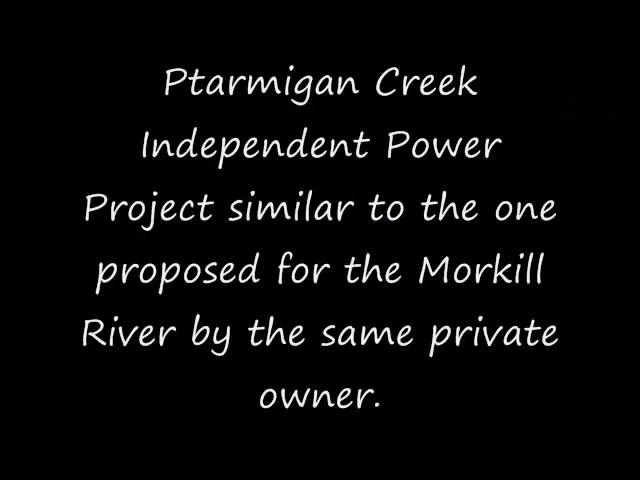 Ptarmigan Creek
Independent Power
Project similar to the one
proposed for the Morkill
River by the same private
owner.